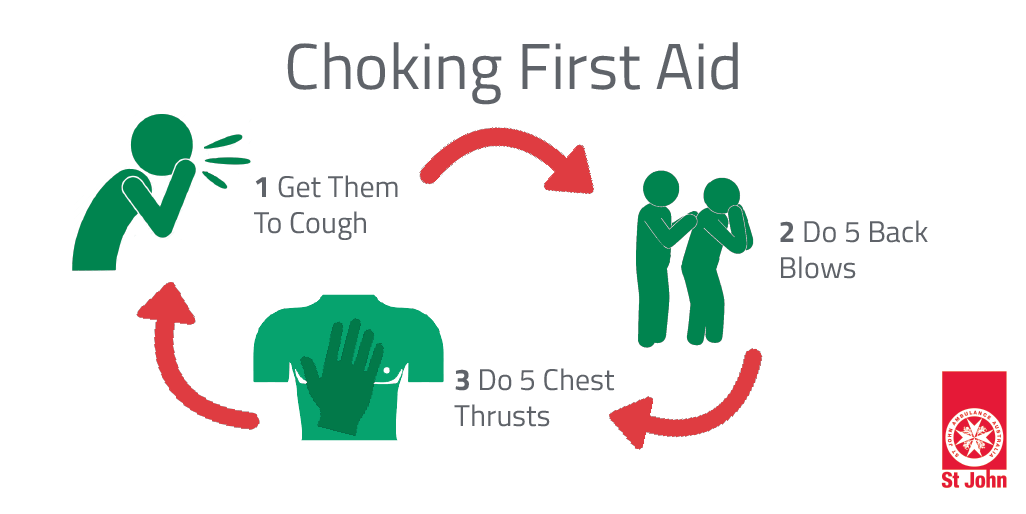 Choking First Aid
1 Get Them
To Cough
2 Do 5 Back
Blows
3 Do 5 Chest
Thrusts
ST JOHN AMBULANCE AUSTRALIA
St John